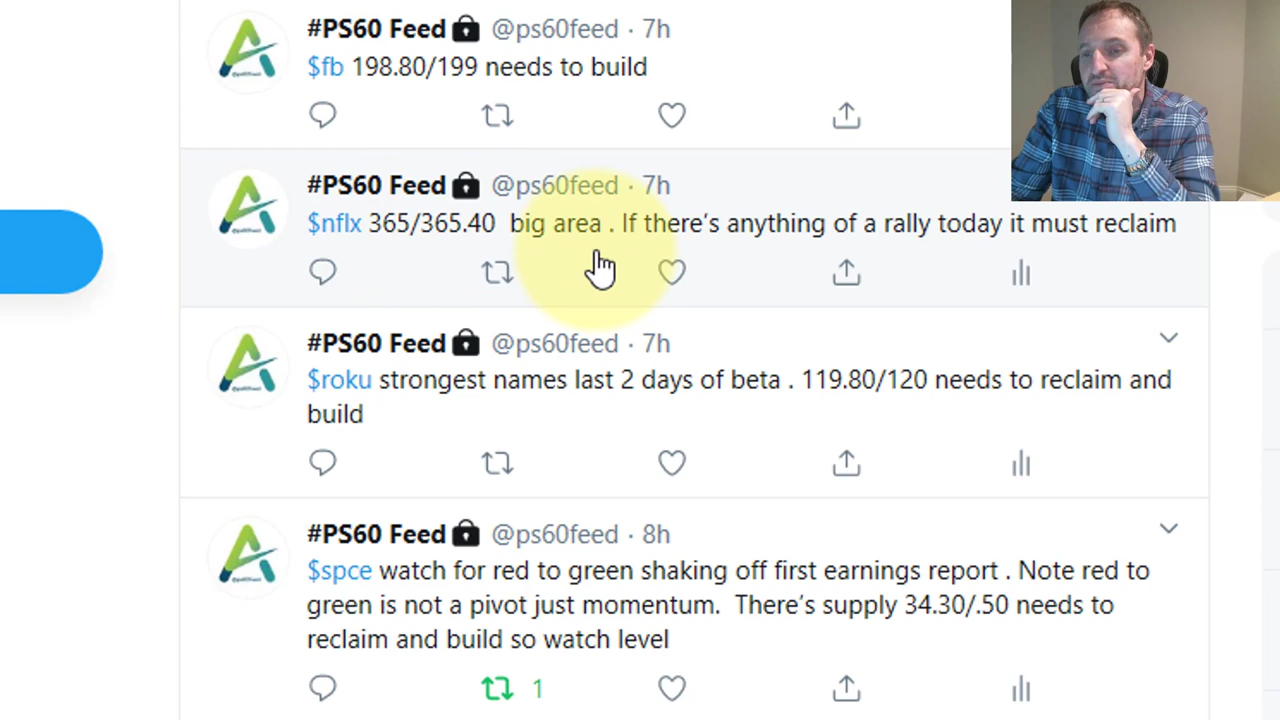 #PS60 Feed @ps60feed · 7h
$fb 198.80/199 needs to build
#PS60 Feed @ps60feed · 7h
$nflx 365/365.40 big area . If there's anything of a rally today it must reclaim
#PS60 Feed @ps60feed · 7h
$roku strongest names last 2 days of beta . 119.80/120 needs to reclaim and
build
#PS60 Feed @ps60feed · 8h
$spce watch for red to green shaking off first earnings report . Note red to
green is not a pivot just momentum. There's supply 34.30/.50 needs to
reclaim and build so watch level
1